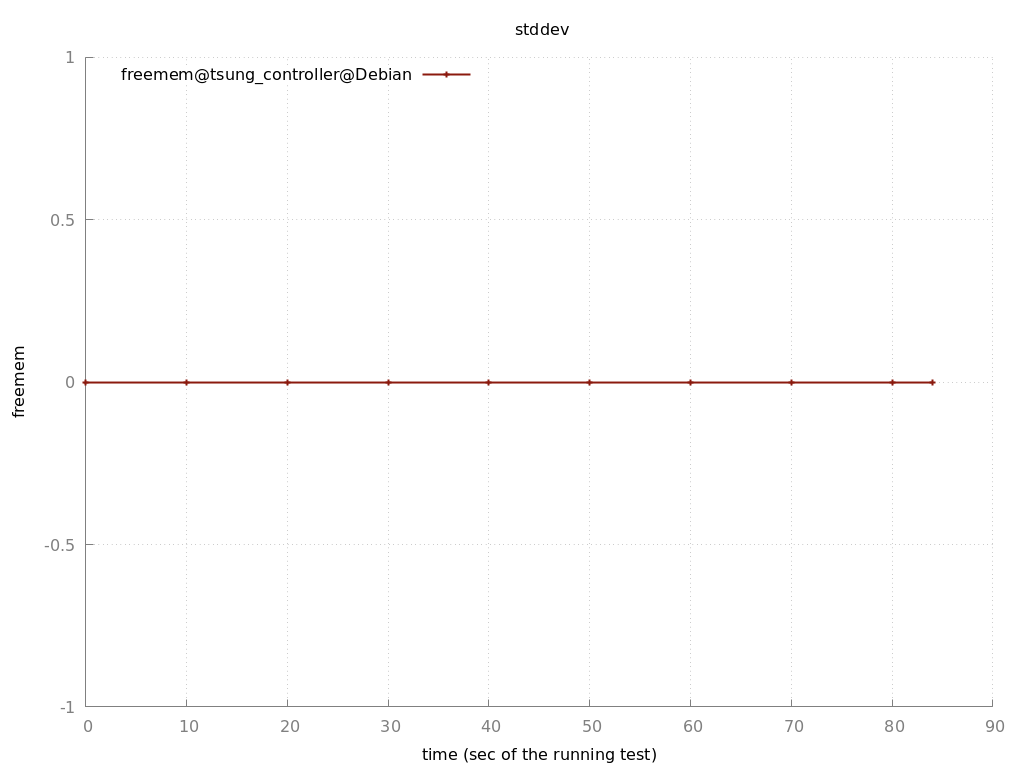 stddev
freemem@tsung_controller@Debian
1
0.5
0
-0.5
-1
freemem
0 10 20 30 40 50 60 70 80 90
time (sec of the running test)